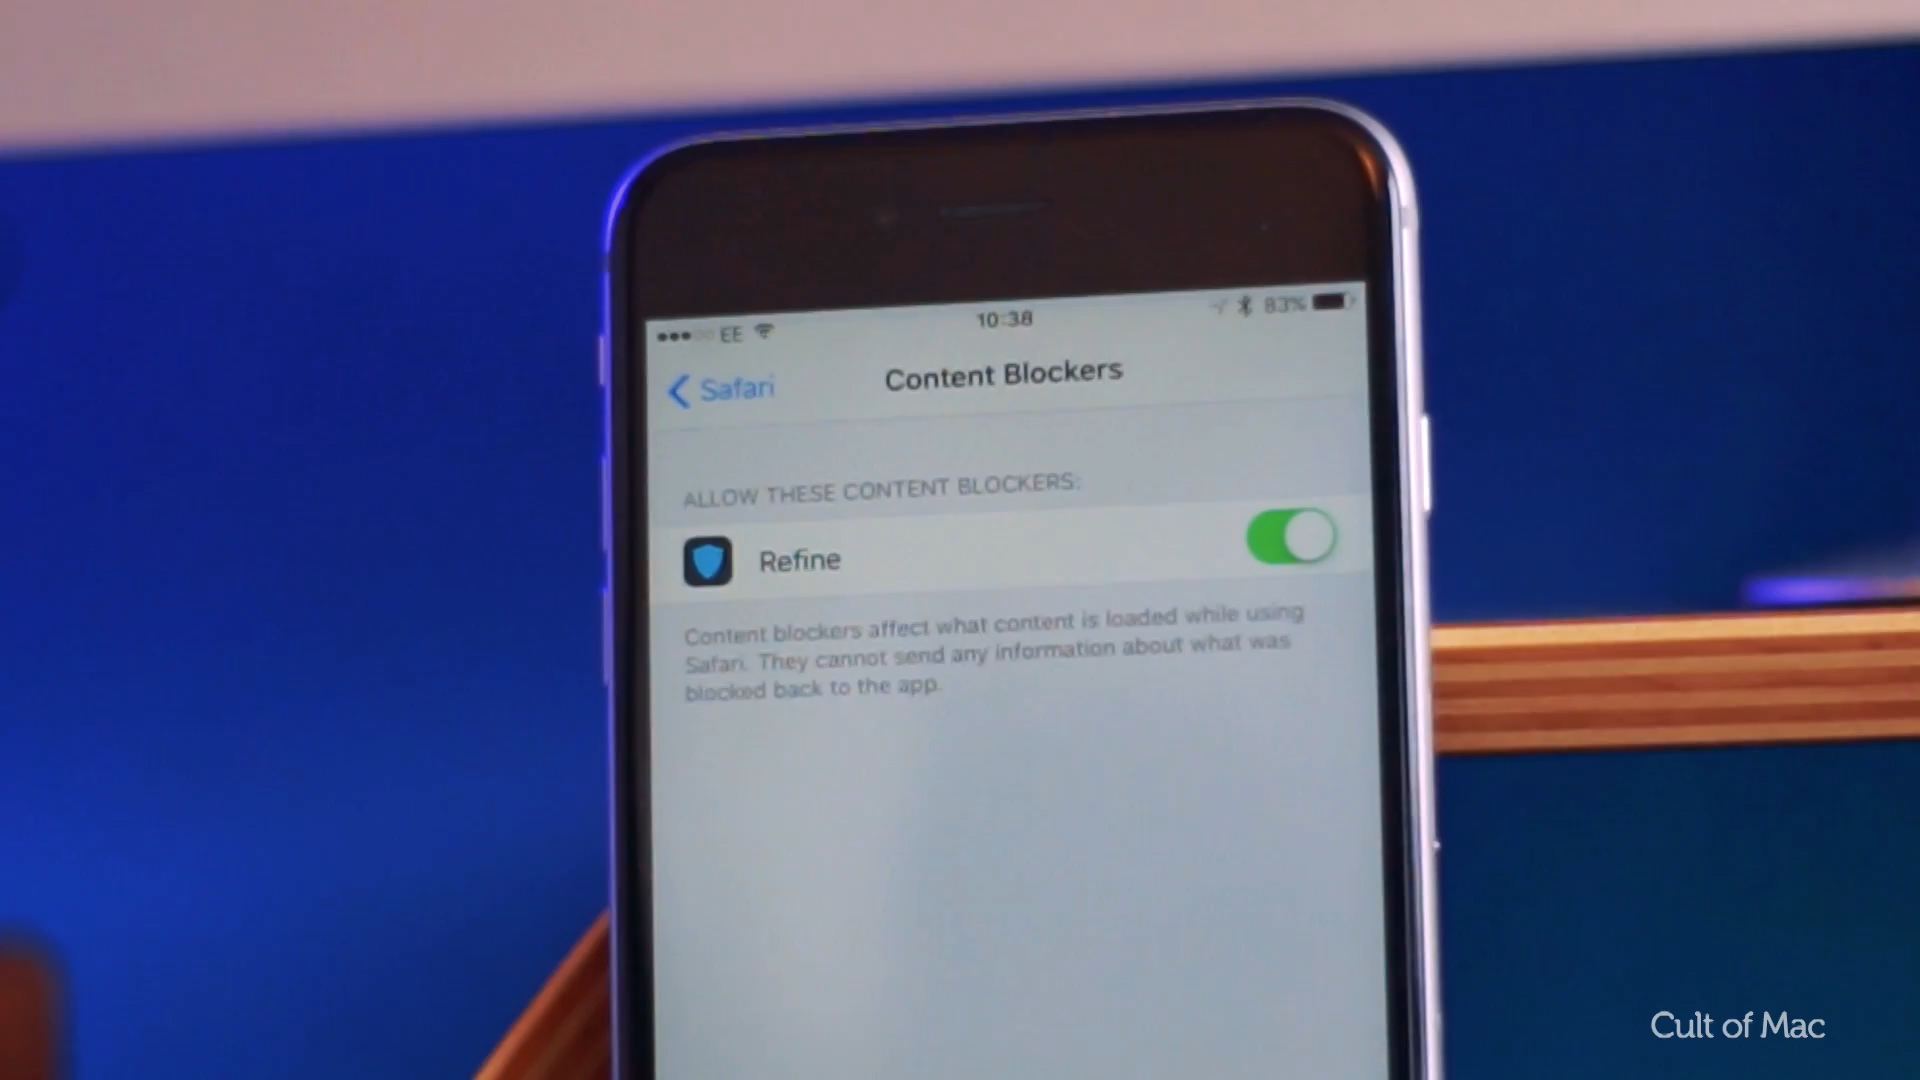 EE 10:38 83%
Safari Content Blockers
ALLOW THESE CONTENT BLOCKERS:
Refine
Content blockers affect what content is loaded while using
Safari. They cannot send any information about what was
blocked back to the app.
Cult of Mac